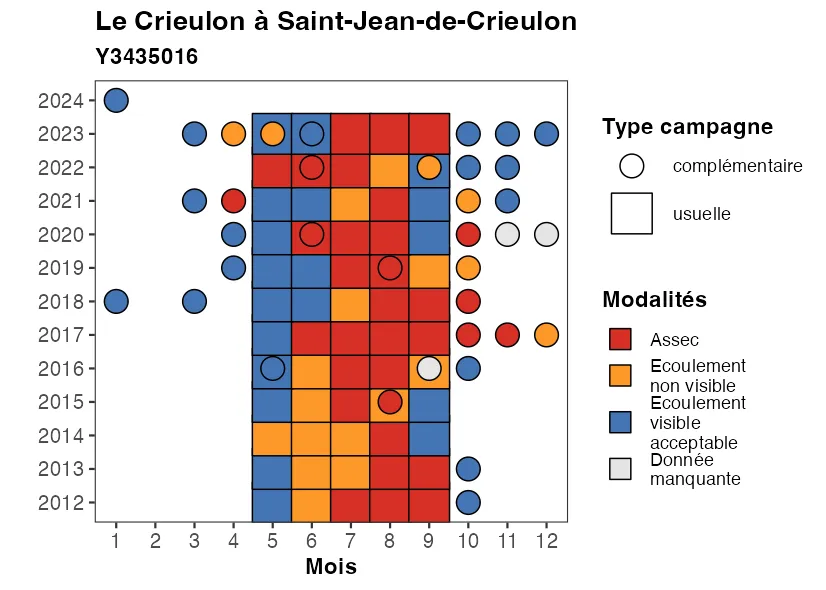 Le Crieulon à Saint-Jean-de-Crieulon
Y3435016
2024
2023
2022
2021
2020
2019
2018
2017
2016
2015
2014
2013
2012
1 2 3 4 5 6 7 8 9 10 11 12
Mois
Type campagne
complémentaire
usuelle
Modalités
Assec
Ecoulement
non visible
Ecoulement
visible
acceptable
Donnée
manquante